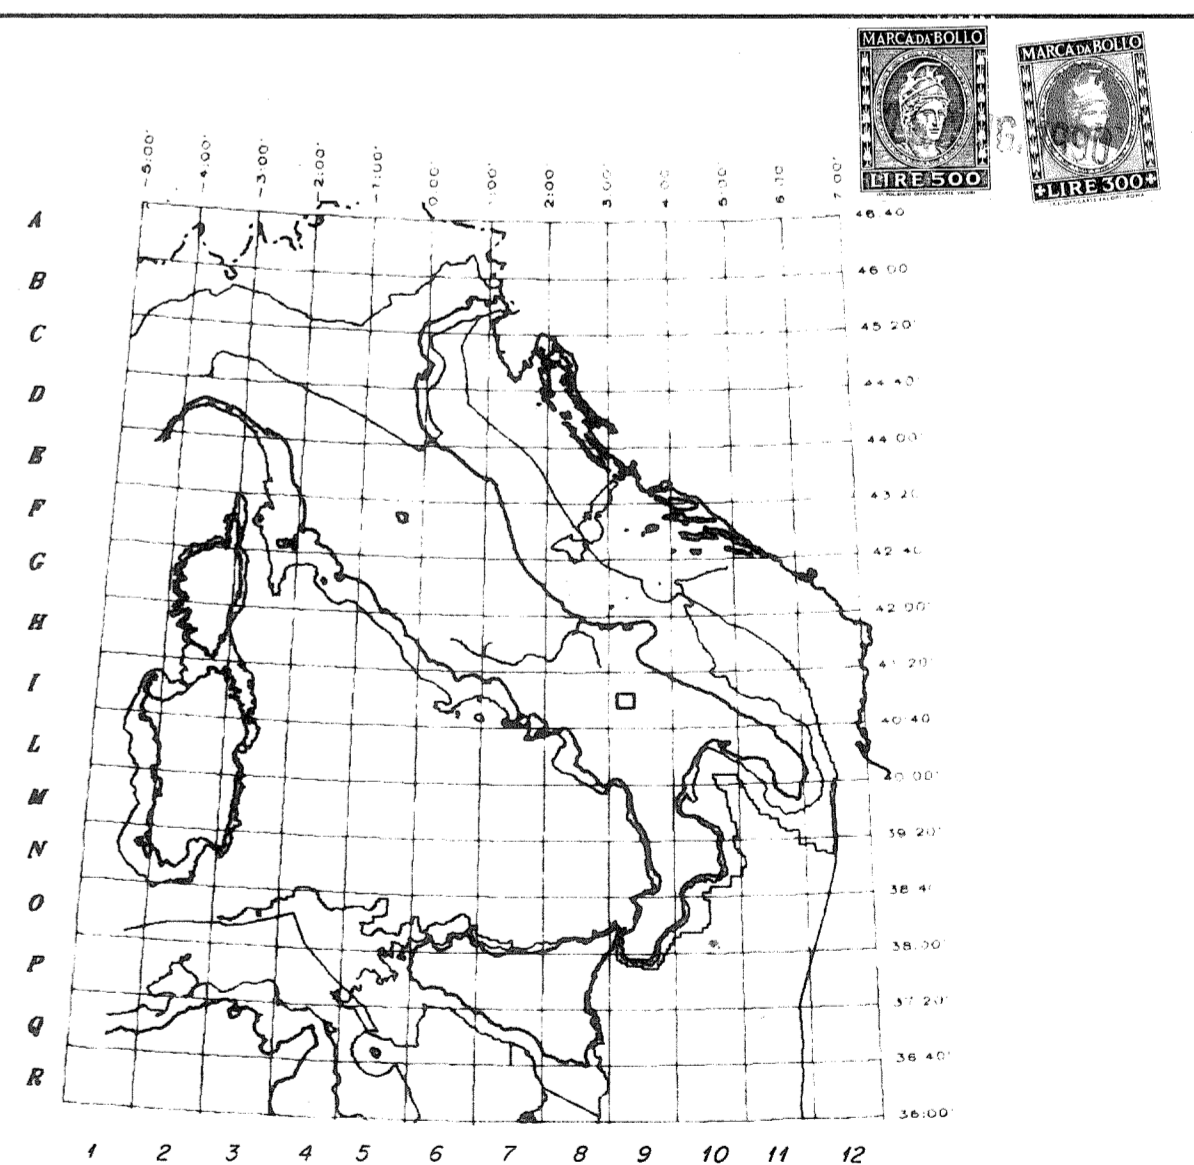 MARCA DA BOLLO
LIRE 500
MARCA DA BOLLO
LIRE 300
-5:00' -4:00' -3:00' -2:00' -1:00' 0:00' 1:00' 2:00' 3:00' 4:00' 5:00' 6:00' 7:00'
A 46:40'
B 46:00'
C 45:20'
D 44:40'
E 44:00'
F 43:20'
G 42:40'
H 42:00'
I 41:20'
L 40:40'
M 40:00'
N 39:20'
O 38:40'
P 38:00'
Q 37:20'
R 36:40'
36:00'
1 2 3 4 5 6 7 8 9 10 11 12